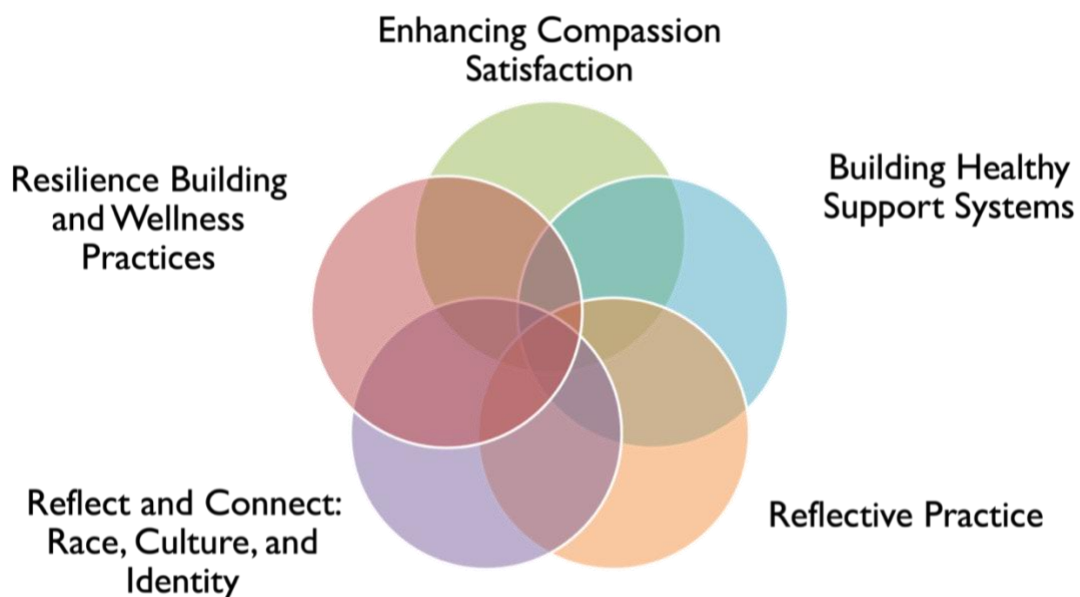 Enhancing Compassion
Satisfaction
Resilience Building
and Wellness
Practices
Building Healthy
Support Systems
Reflect and Connect:
Race, Culture, and
Identity
Reflective Practice